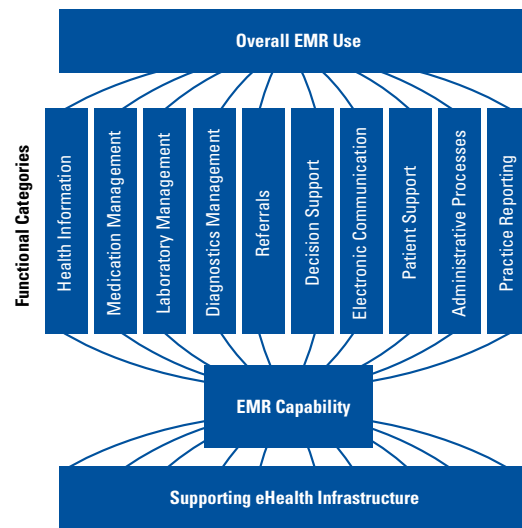 Overall EMR Use
Functional Categories
Health Information
Medication Management
Laboratory Management
Diagnostics Management
Referrals
Decision Support
Electronic Communication
Patient Support
Administrative Processes
Practice Reporting
EMR Capability
Supporting eHealth Infrastructure